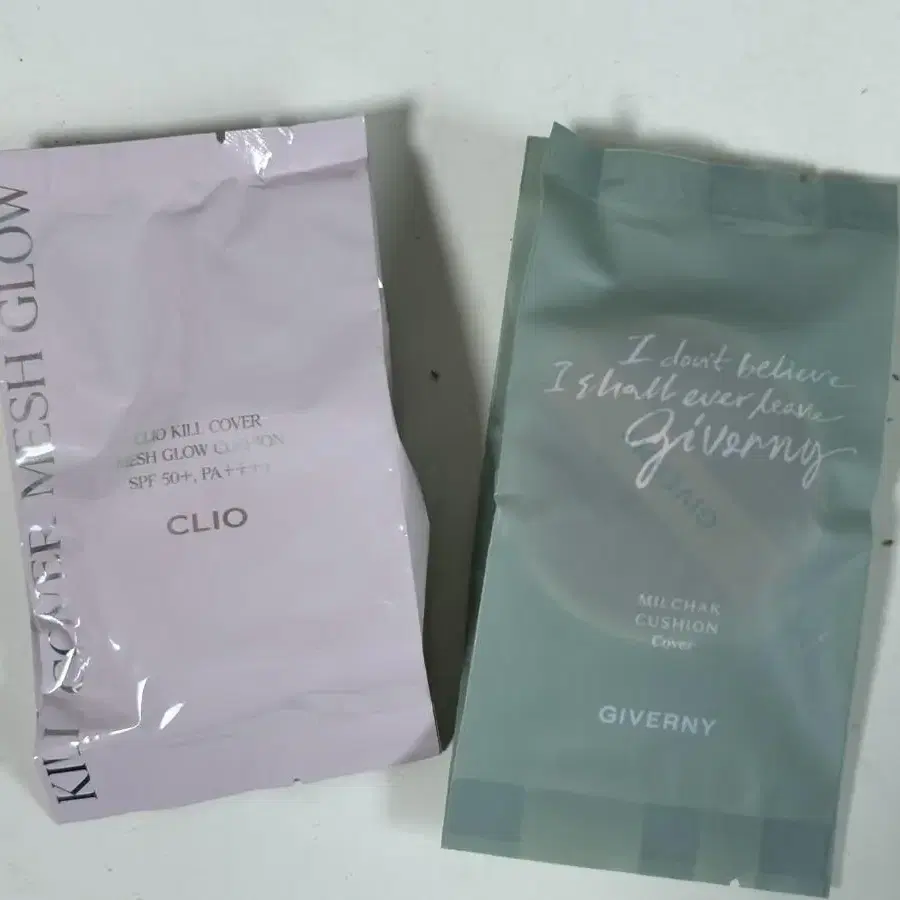 KILL COVER MESH GLOW
CLIO KILL COVER
MESH GLOW CUSHION
SPF 50+, PA++++
CLIO
I don't believe
I shall ever leave
Giverny
MILCHAK
CUSHION
Cover
GIVERNY